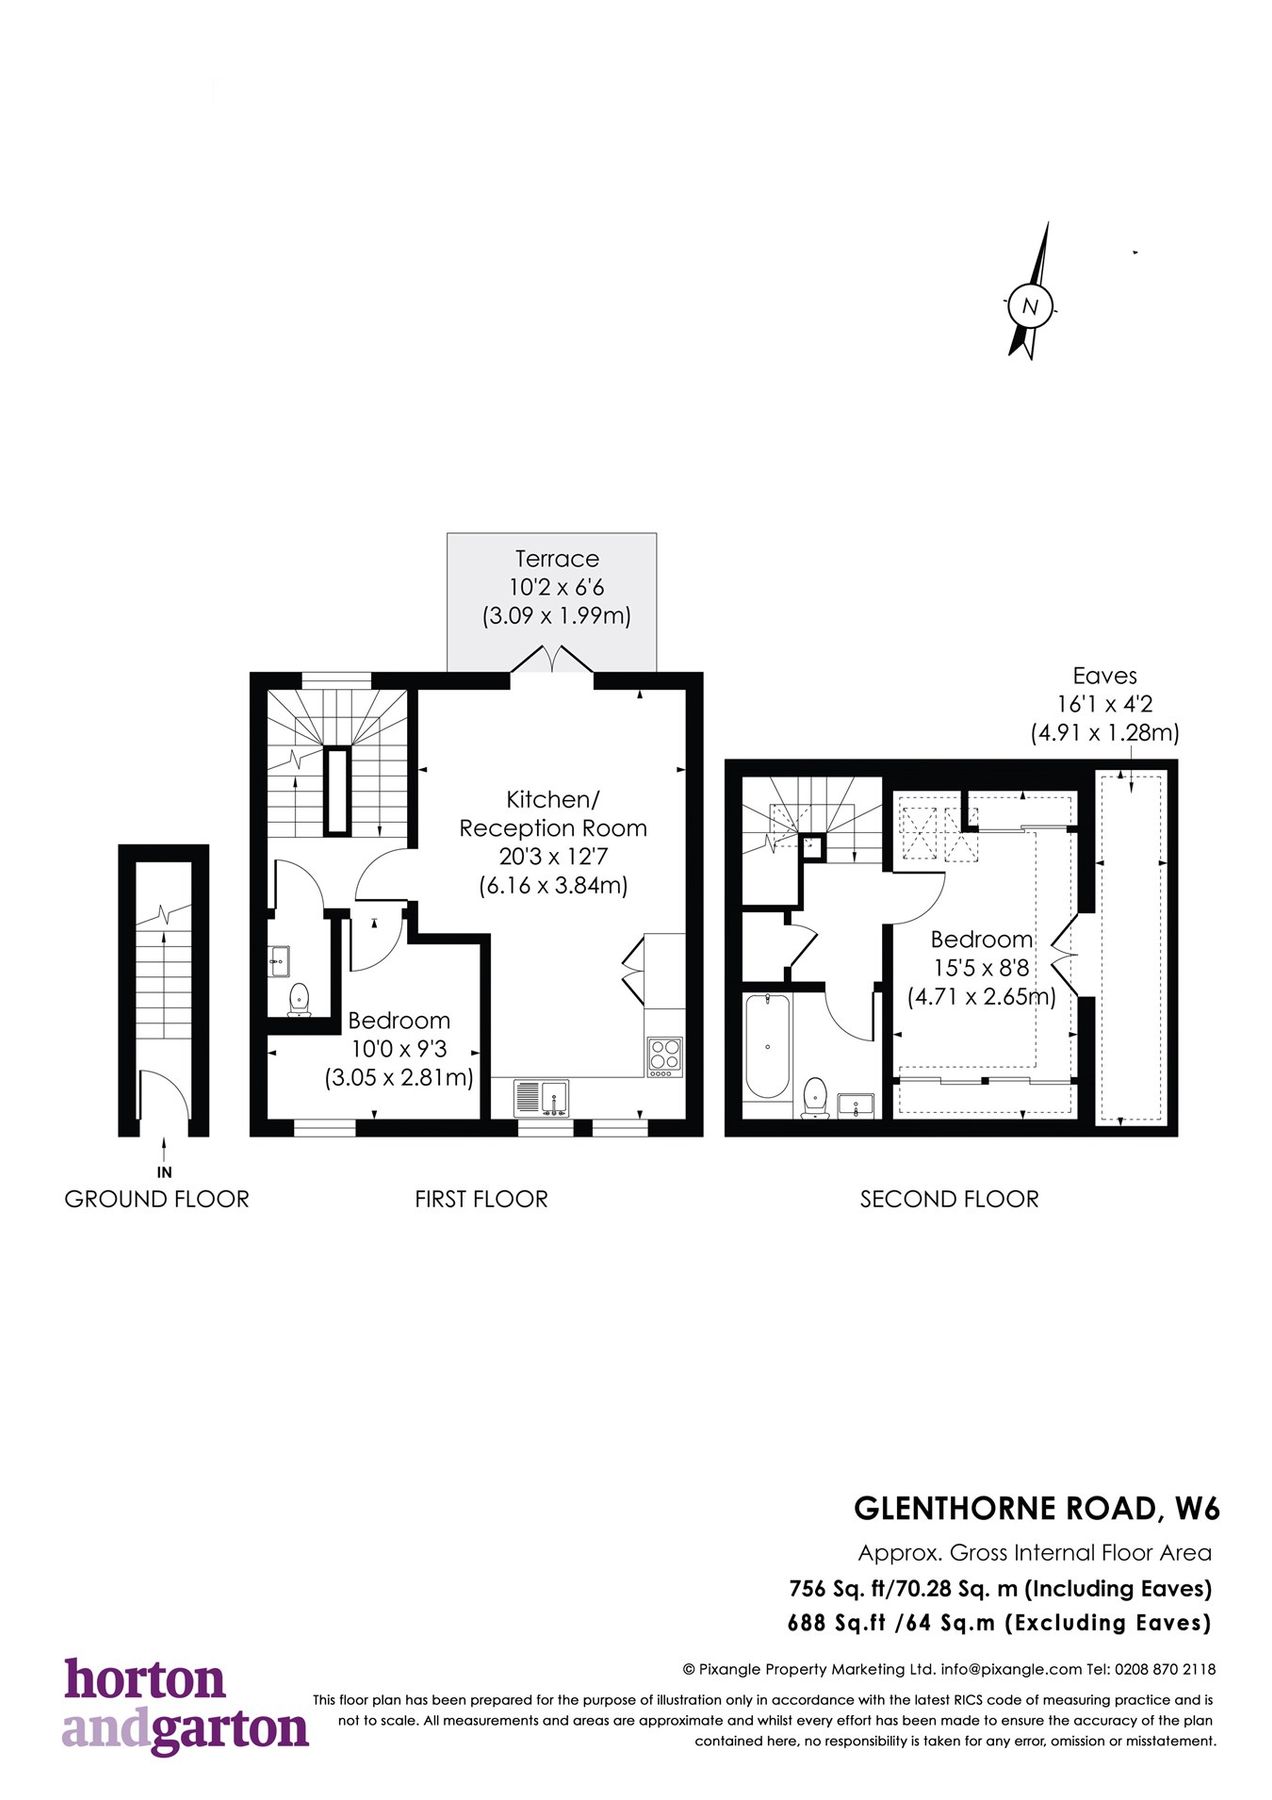 N
Terrace
10'2 x 6'6
(3.09 x 1.99m)
Eaves
16'1 x 4'2
(4.91 x 1.28m)
Kitchen/
Reception Room
20'3 x 12'7
(6.16 x 3.84m)
Bedroom
15'5 x 8'8
(4.71 x 2.65m)
Bedroom
10'0 x 9'3
(3.05 x 2.81m)
IN
GROUND FLOOR
FIRST FLOOR
SECOND FLOOR
GLENTHORNE ROAD, W6
Approx. Gross Internal Floor Area
756 Sq. ft/70.28 Sq. m (Including Eaves)
688 Sq.ft /64 Sq.m (Excluding Eaves)
horton
andgarton
© Pixangle Property Marketing Ltd. info@pixangle.com Tel: 0208 870 2118
This floor plan has been prepared for the purpose of illustration only in accordance with the latest RICS code of measuring practice and is
not to scale. All measurements and areas are approximate and whilst every effort has been made to ensure the accuracy of the plan
contained here, no responsibility is taken for any error, omission or misstatement.